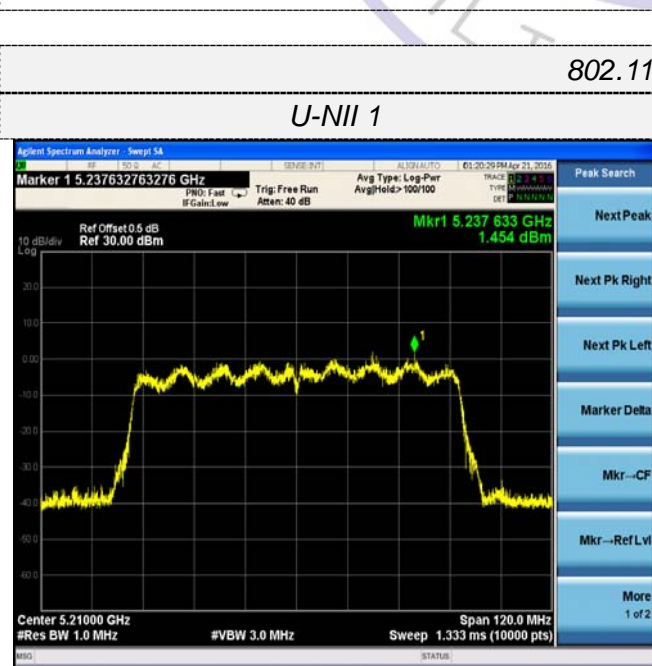 802.11
U-NII 1
Agilent Spectrum Analyzer - Swept SA
RF 50 Ω AC SENSE:INT ALIGN AUTO 01:20:29 PM Apr 21, 2016
Marker 1 5.237632763276 GHz
PNO: Fast
IFGain:Low
Trig: Free Run
Atten: 40 dB
Avg Type: Log-Pwr
Avg|Hold:> 100/100
TRACE 1 2 3 4 5 6
TYPE
DET P N N N N N
Peak Search
Ref Offset 0.5 dB
Mkr1 5.237 633 GHz
10 dB/div Ref 30.00 dBm
1.454 dBm
Log
20.0
10.0
0.00
-10.0
-20.0
-30.0
-40.0
-50.0
-60.0
1
Next Peak
Next Pk Right
Next Pk Left
Marker Delta
Mkr→CF
Mkr→Ref Lvl
More
1 of 2
Center 5.21000 GHz
Span 120.0 MHz
#Res BW 1.0 MHz
#VBW 3.0 MHz
Sweep 1.333 ms (10000 pts)
MSG
STATUS